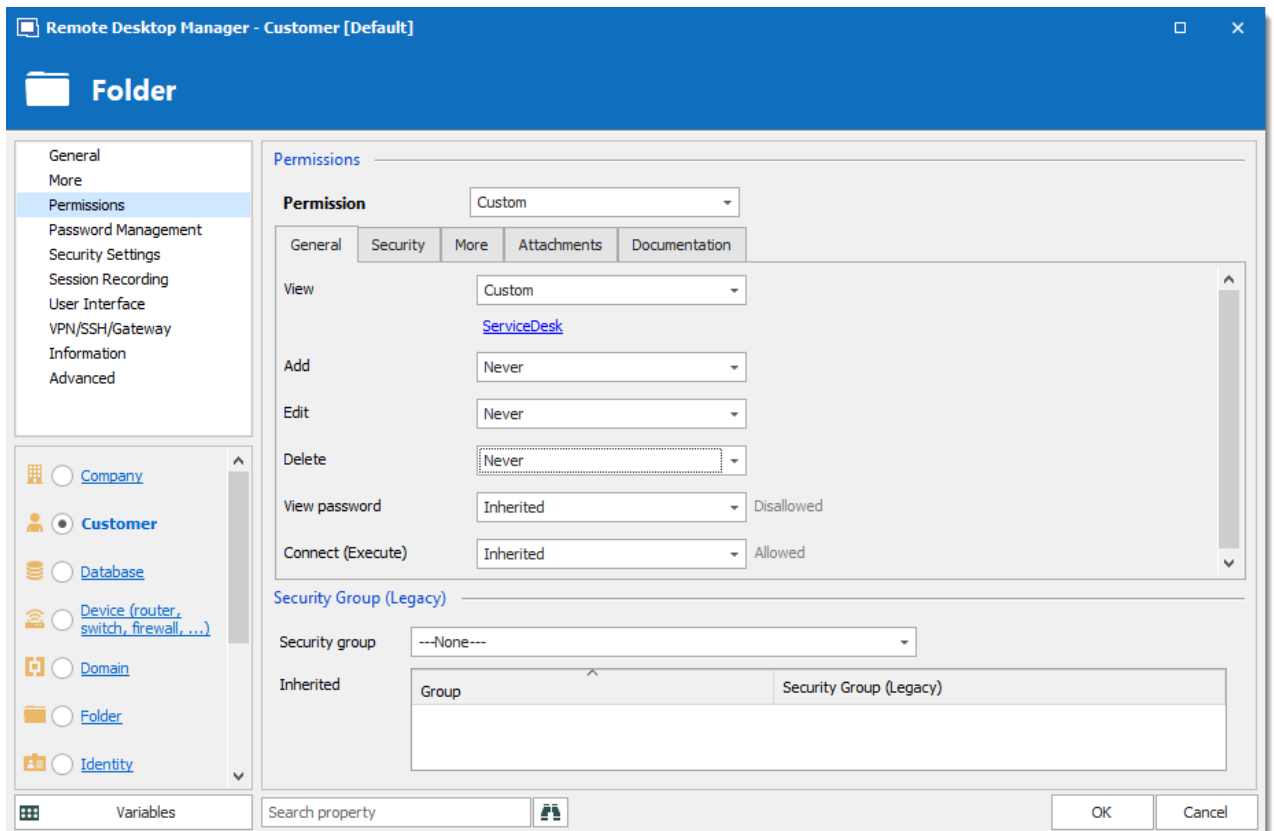 Remote Desktop Manager - Customer [Default]
Folder
General
More
Permissions
Password Management
Security Settings
Session Recording
User Interface
VPN/SSH/Gateway
Information
Advanced
Company
Customer
Database
Device (router,
switch, firewall, ...)
Domain
Folder
Identity
Variables
Permissions
Permission Custom
General Security More Attachments Documentation
View Custom
ServiceDesk
Add Never
Edit Never
Delete Never
View password Inherited Disallowed
Connect (Execute) Inherited Allowed
Security Group (Legacy)
Security group ---None---
Inherited Group Security Group (Legacy)
Search property
OK Cancel